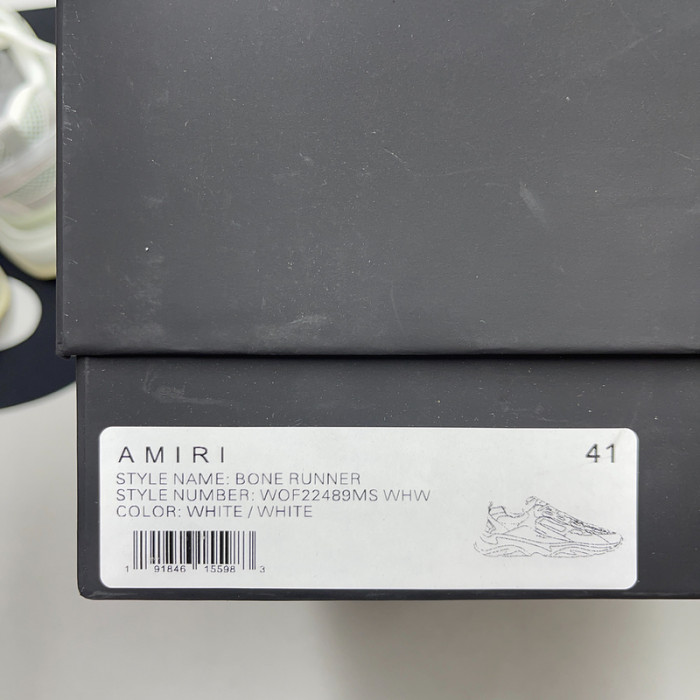 AMIRI 41
STYLE NAME: BONE RUNNER
STYLE NUMBER: WOF22489MS WHW
COLOR: WHITE / WHITE
1 91846 15598 3